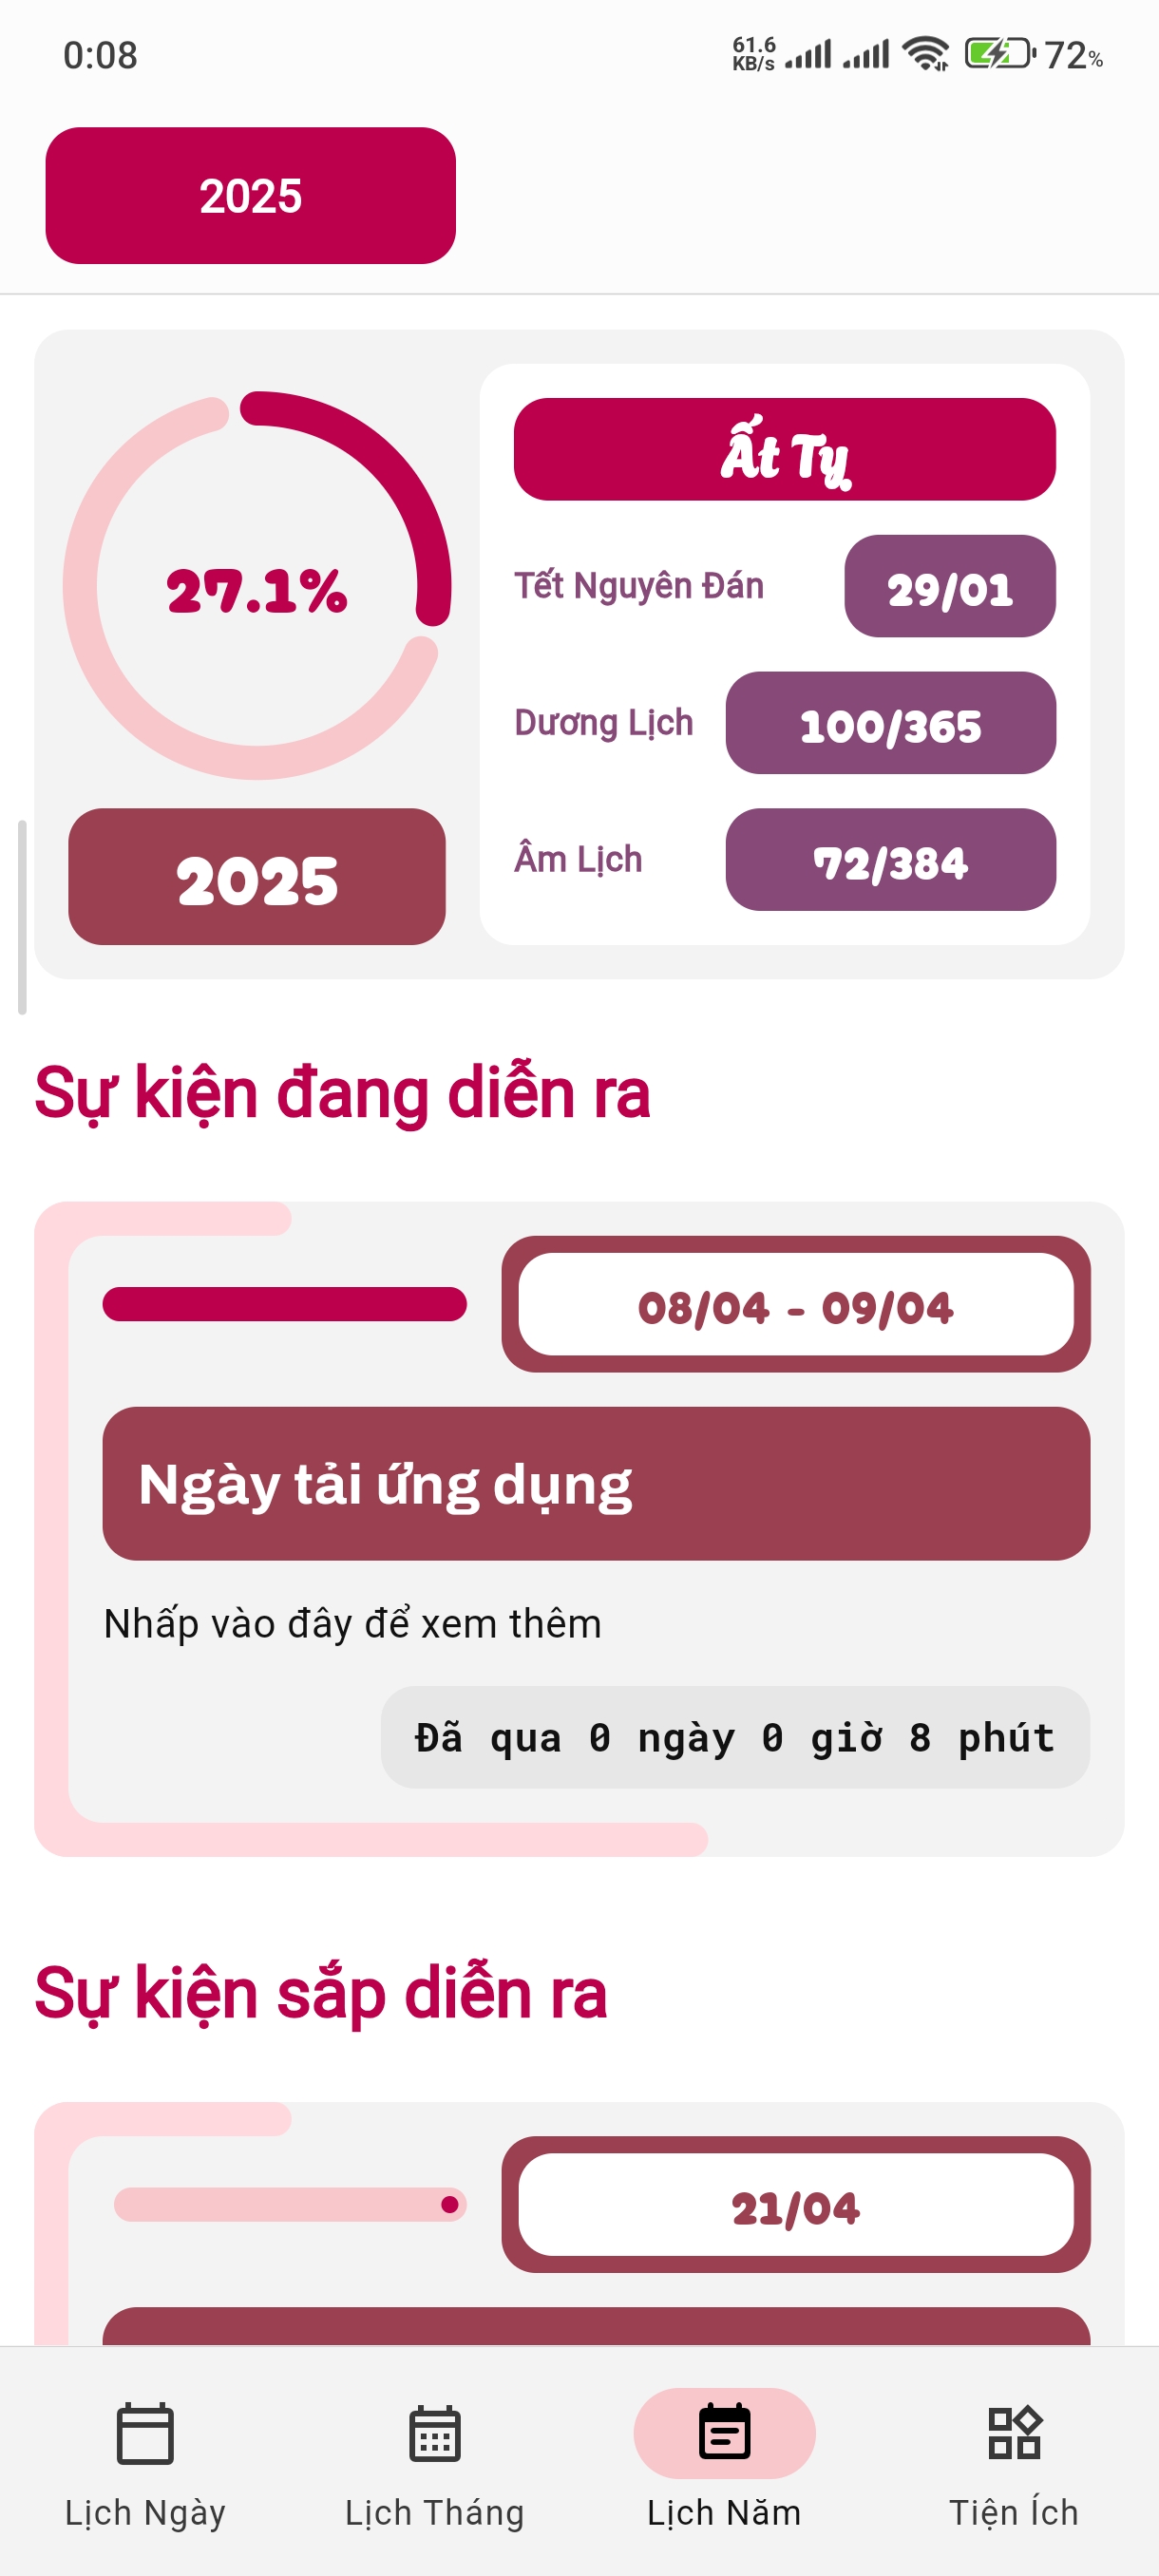 0:08
61.6
KB/s
72%
2025
27.1%
2025
Ất Tỵ
Tết Nguyên Đán
29/01
Dương Lịch
100/365
Âm Lịch
72/384
Sự kiện đang diễn ra
08/04 - 09/04
Ngày tải ứng dụng
Nhấp vào đây để xem thêm
Đã qua 0 ngày 0 giờ 8 phút
Sự kiện sắp diễn ra
21/04
Lịch Ngày
Lịch Tháng
Lịch Năm
Tiện Ích